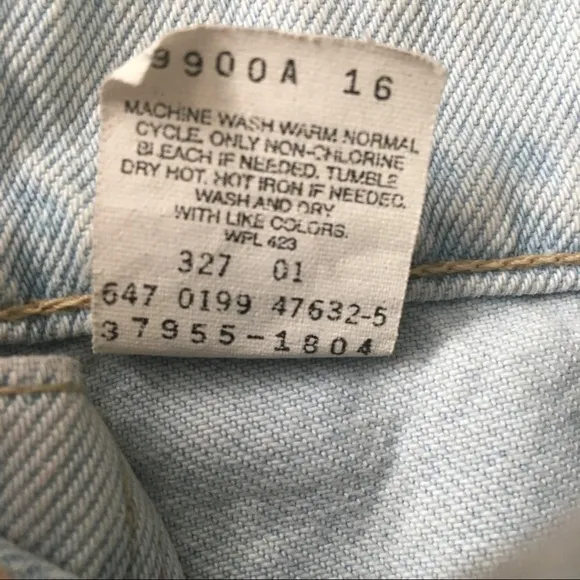 9900A 16
MACHINE WASH WARM NORMAL
CYCLE. ONLY NON-CHLORINE
BLEACH IF NEEDED. TUMBLE
DRY HOT. HOT IRON IF NEEDED.
WASH AND DRY
WITH LIKE COLORS.
WPL 423
327 01
647 0199 47632-5
37955-1804